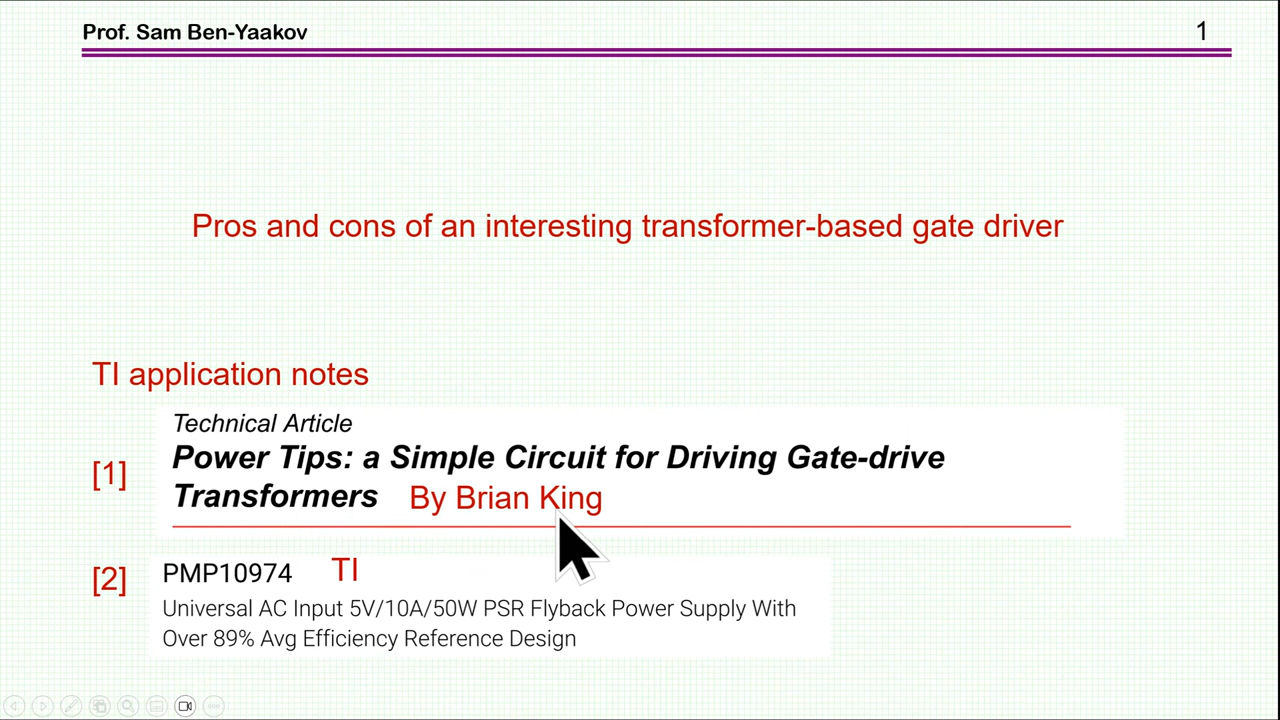 Prof. Sam Ben-Yaakov 1
Pros and cons of an interesting transformer-based gate driver
TI application notes
Technical Article
[1] Power Tips: a Simple Circuit for Driving Gate-drive
Transformers By Brian King
[2] PMP10974 TI
Universal AC Input 5V/10A/50W PSR Flyback Power Supply With
Over 89% Avg Efficiency Reference Design